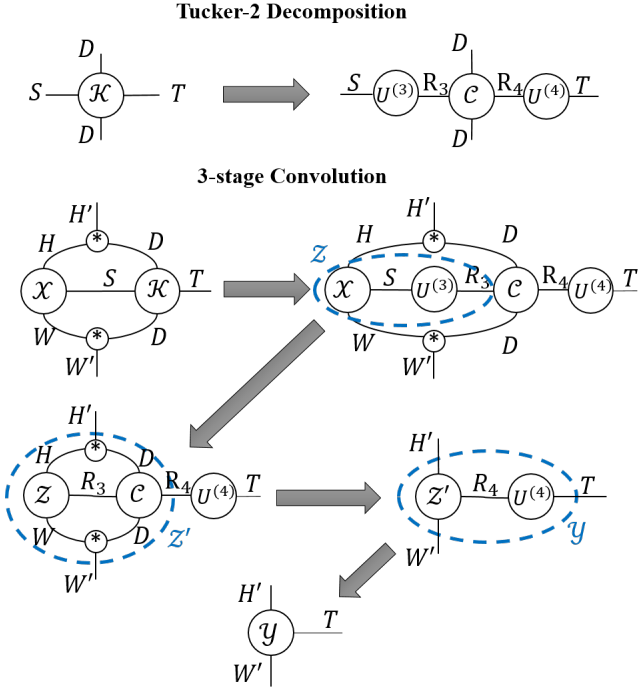 Tucker-2 Decomposition
D
D
S 𝒦 T
S U⁽³⁾ R₃ 𝒞 R₄ U⁽⁴⁾ T
D
D
3-stage Convolution
H′
H′
* 
H D
𝒵 H * D
𝒳 S 𝒦 T
𝒳 S U⁽³⁾ R₃ 𝒞 R₄ U⁽⁴⁾ T
W * D
W * D
W′
W′
H′
H * D
H′
𝒵 R₃ 𝒞 R₄ U⁽⁴⁾ T
𝒵′ R₄ U⁽⁴⁾ T
W * D 𝒵′
W′ 𝒴
W′
H′
𝒴 T
W′